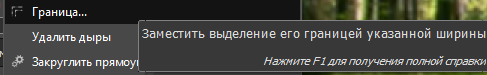 Граница...
Удалить дыры
Заместить выделение его границей указанной ширины
Закруглить прямоу
Нажмите F1 для получения полной справки